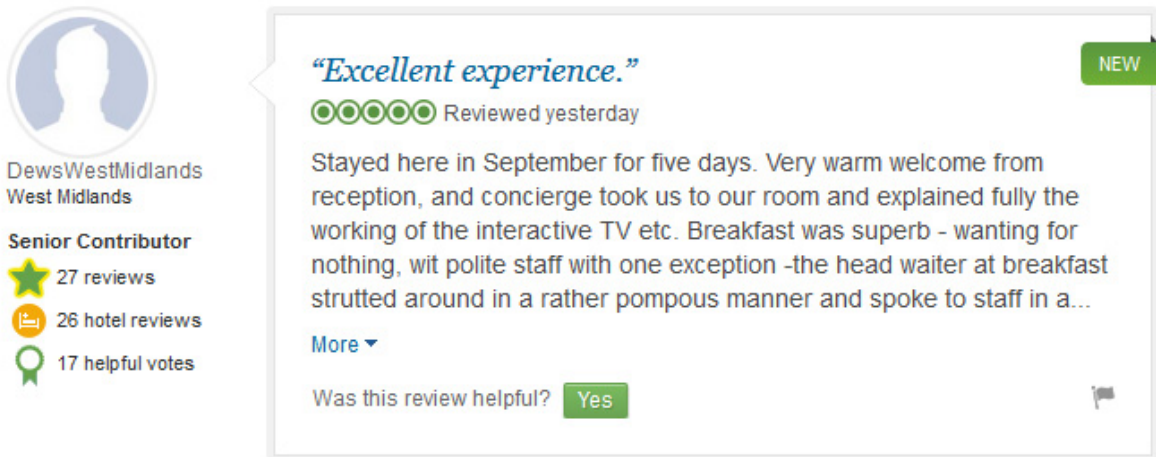 DewsWestMidlands
West Midlands
Senior Contributor
27 reviews
26 hotel reviews
17 helpful votes
“Excellent experience.”
NEW
Reviewed yesterday
Stayed here in September for five days. Very warm welcome from
reception, and concierge took us to our room and explained fully the
working of the interactive TV etc. Breakfast was superb - wanting for
nothing, wit polite staff with one exception -the head waiter at breakfast
strutted around in a rather pompous manner and spoke to staff in a...
More
Was this review helpful? Yes